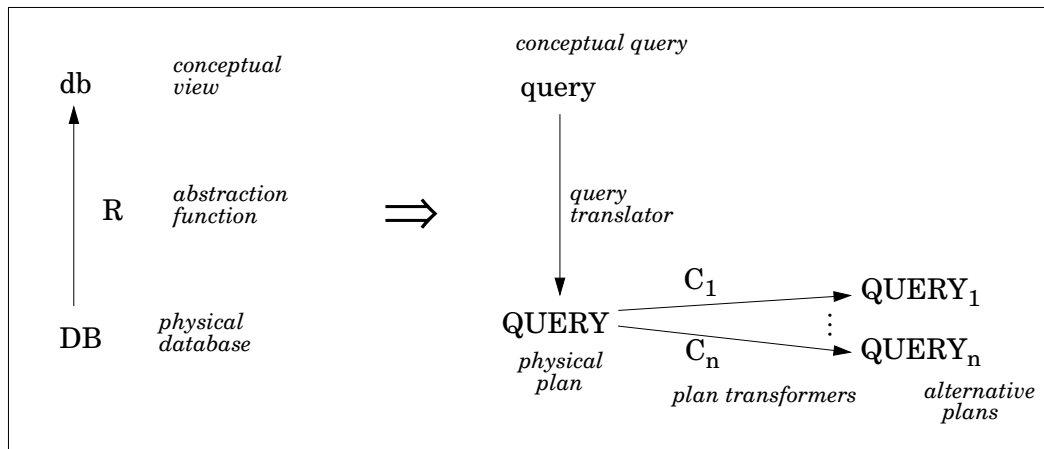 db
conceptual
view
R
abstraction
function
DB
physical
database
⇒
conceptual query
query
query
translator
QUERY
physical
plan
C1
Cn
plan transformers
QUERY1
⋮
QUERYn
alternative
plans